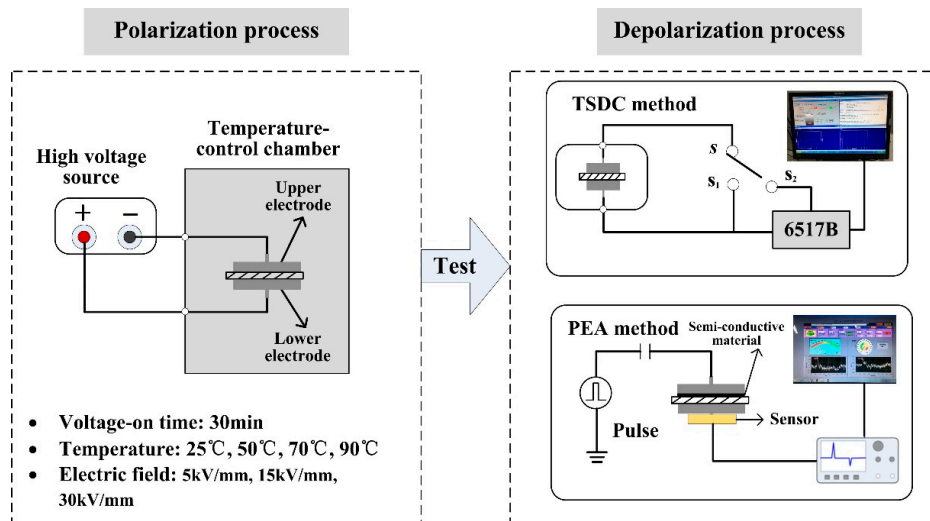 Polarization process
Depolarization process
High voltage
source
+ −
Temperature-
control chamber
Upper
electrode
Lower
electrode
• Voltage-on time: 30min
• Temperature: 25℃, 50℃, 70℃, 90℃
• Electric field: 5kV/mm, 15kV/mm,
30kV/mm
Test
TSDC method
S
S₁
S₂
6517B
PEA method
Semi-conductive
material
Pulse
Sensor